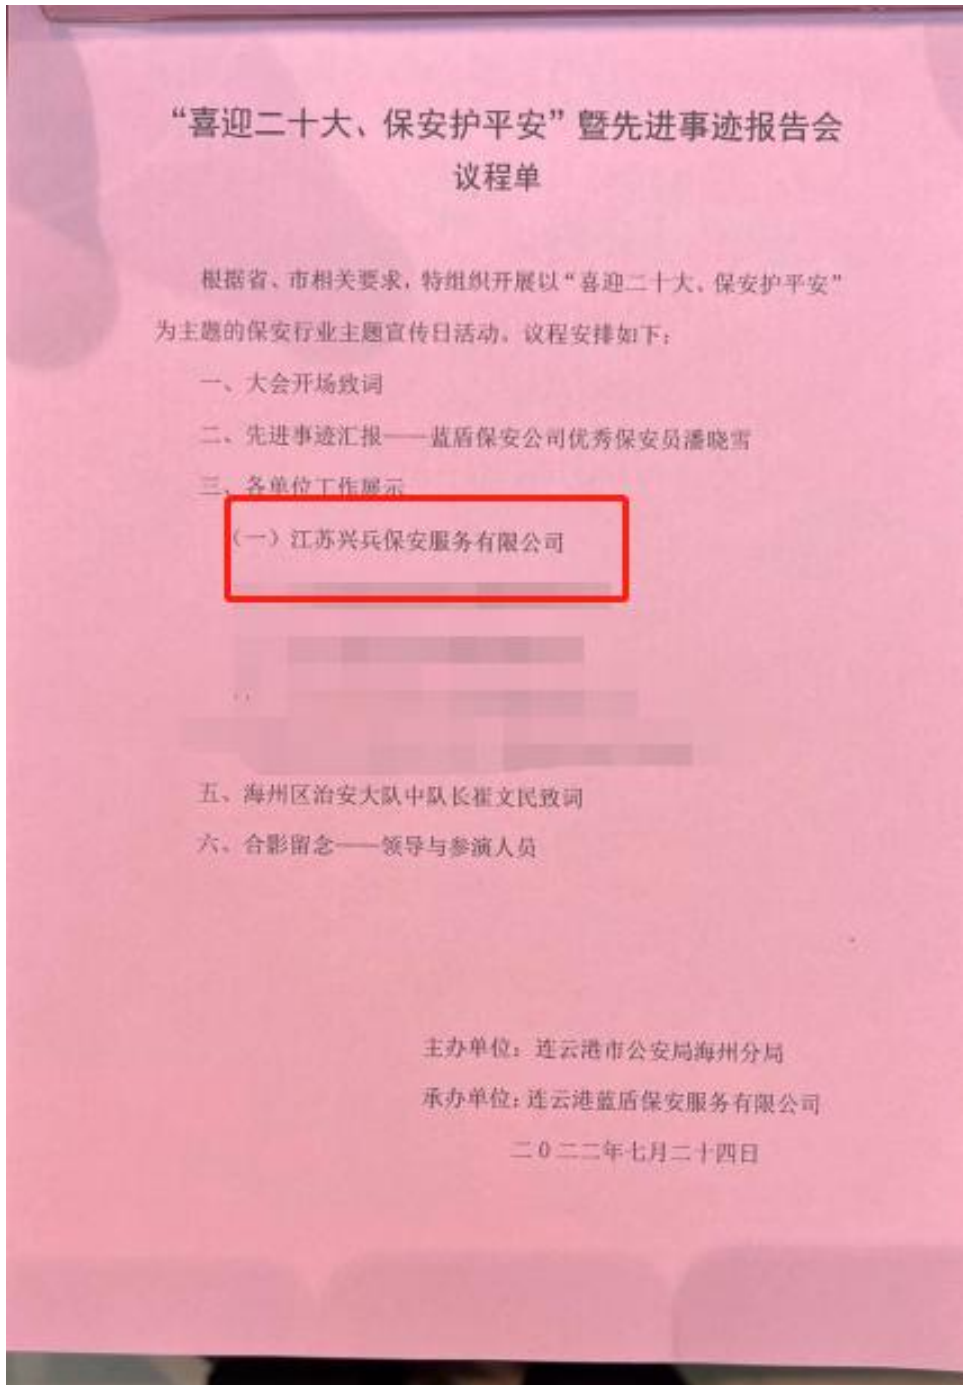 “喜迎二十大、保安护平安”暨先进事迹报告会
议程单
根据省、市相关要求，特组织开展以“喜迎二十大、保安护平安”
为主题的保安行业主题宣传日活动。议程安排如下：
一、大会开场致词
二、先进事迹汇报——蓝盾保安公司优秀保安员潘晓雪
三、各单位工作展示
（一）江苏兴兵保安服务有限公司
五、海州区治安大队中队长崔文民致词
六、合影留念——领导与参演人员
主办单位：连云港市公安局海州分局
承办单位：连云港蓝盾保安服务有限公司
二0二二年七月二十四日